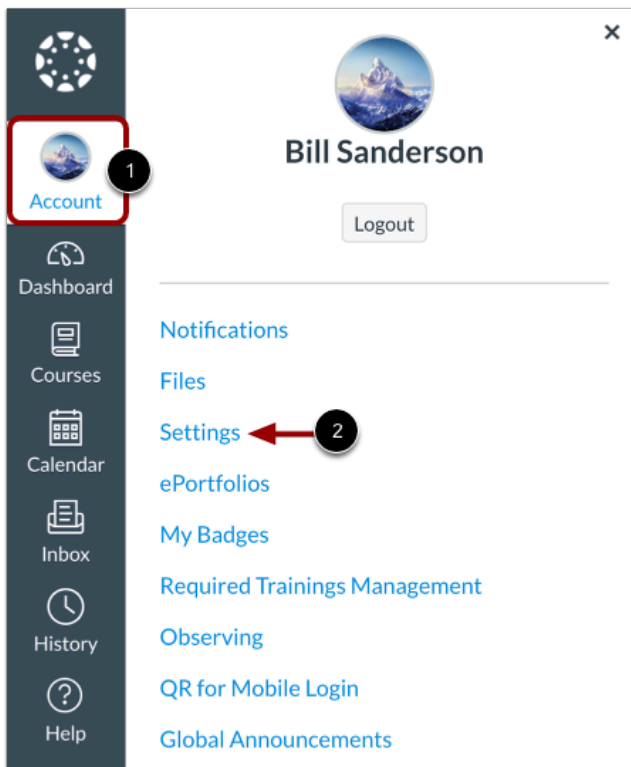 Account
1
Dashboard
Courses
Calendar
Inbox
History
Help
×
Bill Sanderson
Logout
Notifications
Files
Settings
2
ePortfolios
My Badges
Required Trainings Management
Observing
QR for Mobile Login
Global Announcements